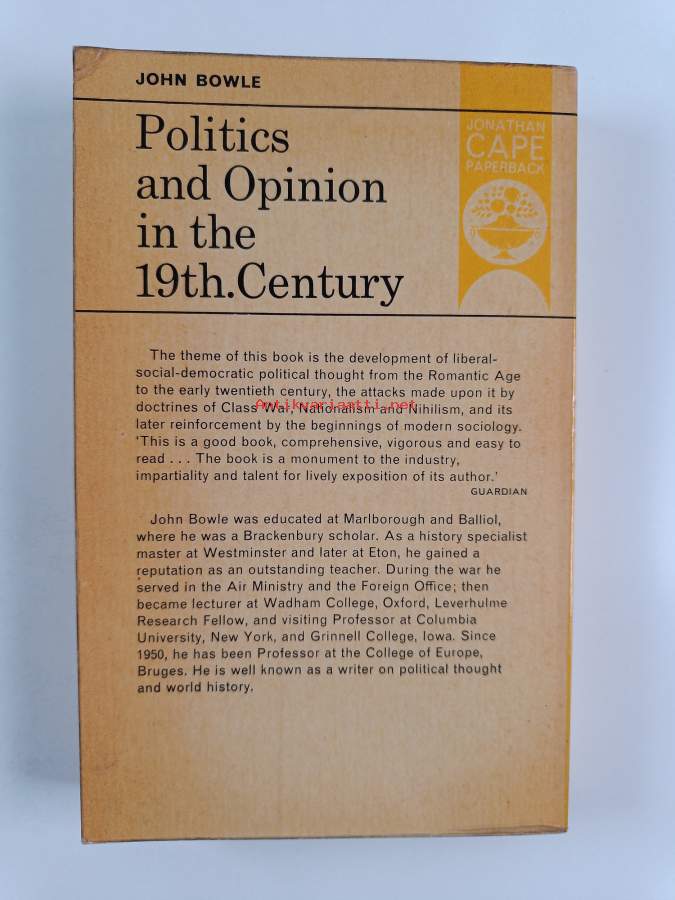 JOHN BOWLE
Politics
and Opinion
in the
19th.Century
JONATHAN
CAPE
PAPERBACK
The theme of this book is the development of liberal-
social-democratic political thought from the Romantic Age
to the early twentieth century, the attacks made upon it by
doctrines of Class War, Nationalism and Nihilism, and its
later reinforcement by the beginnings of modern sociology.
'This is a good book, comprehensive, vigorous and easy to
read . . . The book is a monument to the industry,
impartiality and talent for lively exposition of its author.'
GUARDIAN
Antikvariaatti.net
John Bowle was educated at Marlborough and Balliol,
where he was a Brackenbury scholar. As a history specialist
master at Westminster and later at Eton, he gained a
reputation as an outstanding teacher. During the war he
served in the Air Ministry and the Foreign Office; then
became lecturer at Wadham College, Oxford, Leverhulme
Research Fellow, and visiting Professor at Columbia
University, New York, and Grinnell College, Iowa. Since
1950, he has been Professor at the College of Europe,
Bruges. He is well known as a writer on political thought
and world history.